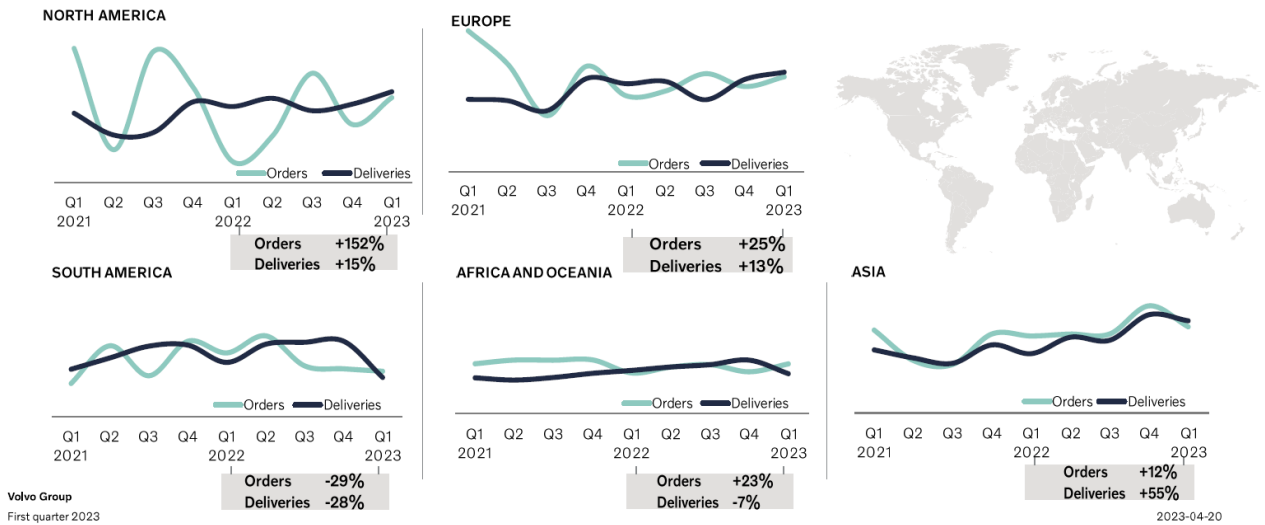 NORTH AMERICA
Orders Deliveries
Q1 Q2 Q3 Q4 Q1 Q2 Q3 Q4 Q1
2021 2022 2023
Orders +152%
Deliveries +15%
EUROPE
Orders Deliveries
Q1 Q2 Q3 Q4 Q1 Q2 Q3 Q4 Q1
2021 2022 2023
Orders +25%
Deliveries +13%
SOUTH AMERICA
Orders Deliveries
Q1 Q2 Q3 Q4 Q1 Q2 Q3 Q4 Q1
2021 2022 2023
Orders -29%
Deliveries -28%
AFRICA AND OCEANIA
Orders Deliveries
Q1 Q2 Q3 Q4 Q1 Q2 Q3 Q4 Q1
2021 2022 2023
Orders +23%
Deliveries -7%
ASIA
Orders Deliveries
Q1 Q2 Q3 Q4 Q1 Q2 Q3 Q4 Q1
2021 2022 2023
Orders +12%
Deliveries +55%
Volvo Group
First quarter 2023
2023-04-20